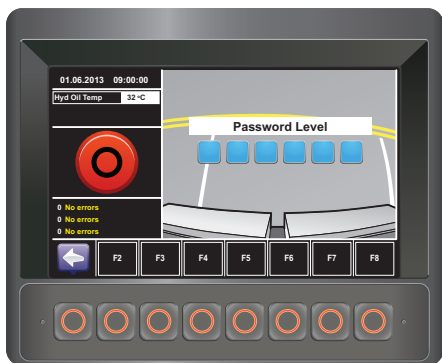 01.06.2013 09:00:00
Hyd Oil Temp 32 °C
Password Level
0 No errors
0 No errors
0 No errors
F2 F3 F4 F5 F6 F7 F8